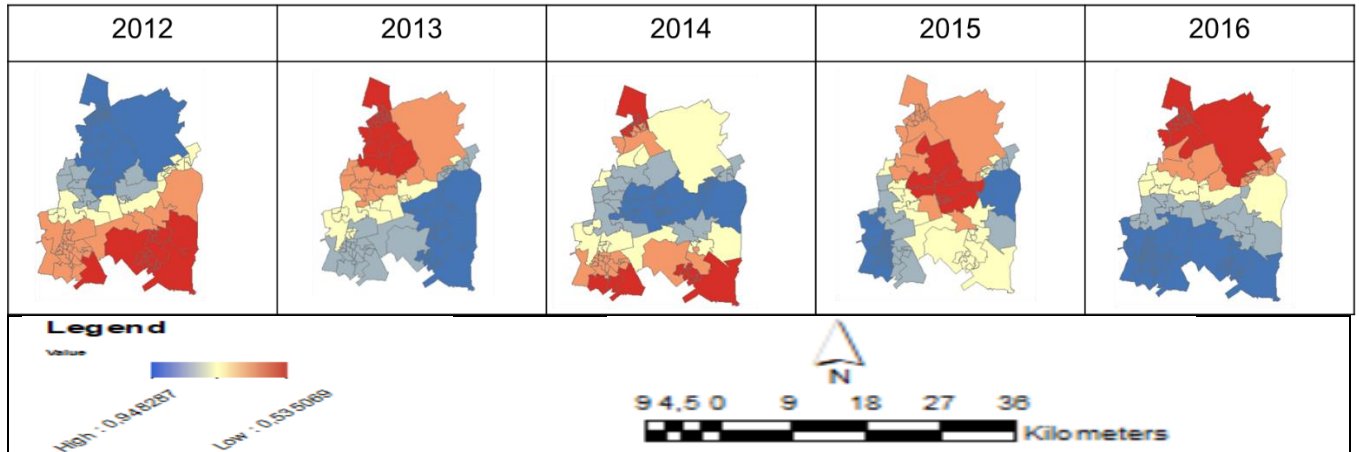 2012 2013 2014 2015 2016
Legend
Value
High : 0,948287
Low : 0,535069
N
9 4,5 0 9 18 27 36
Kilometers